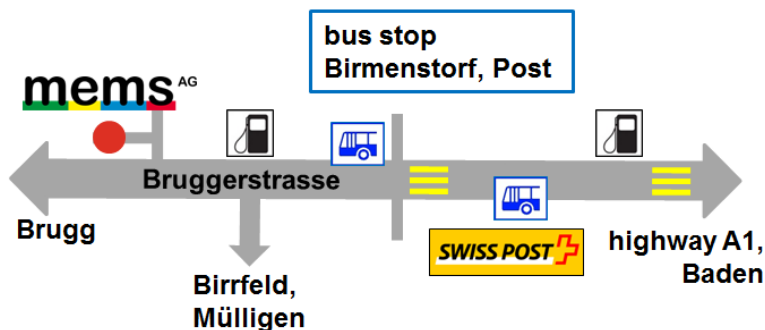 bus stop
Birmenstorf, Post
mems AG
Bruggerstrasse
Brugg
SWISS POST
highway A1,
Baden
Birrfeld,
Mülligen